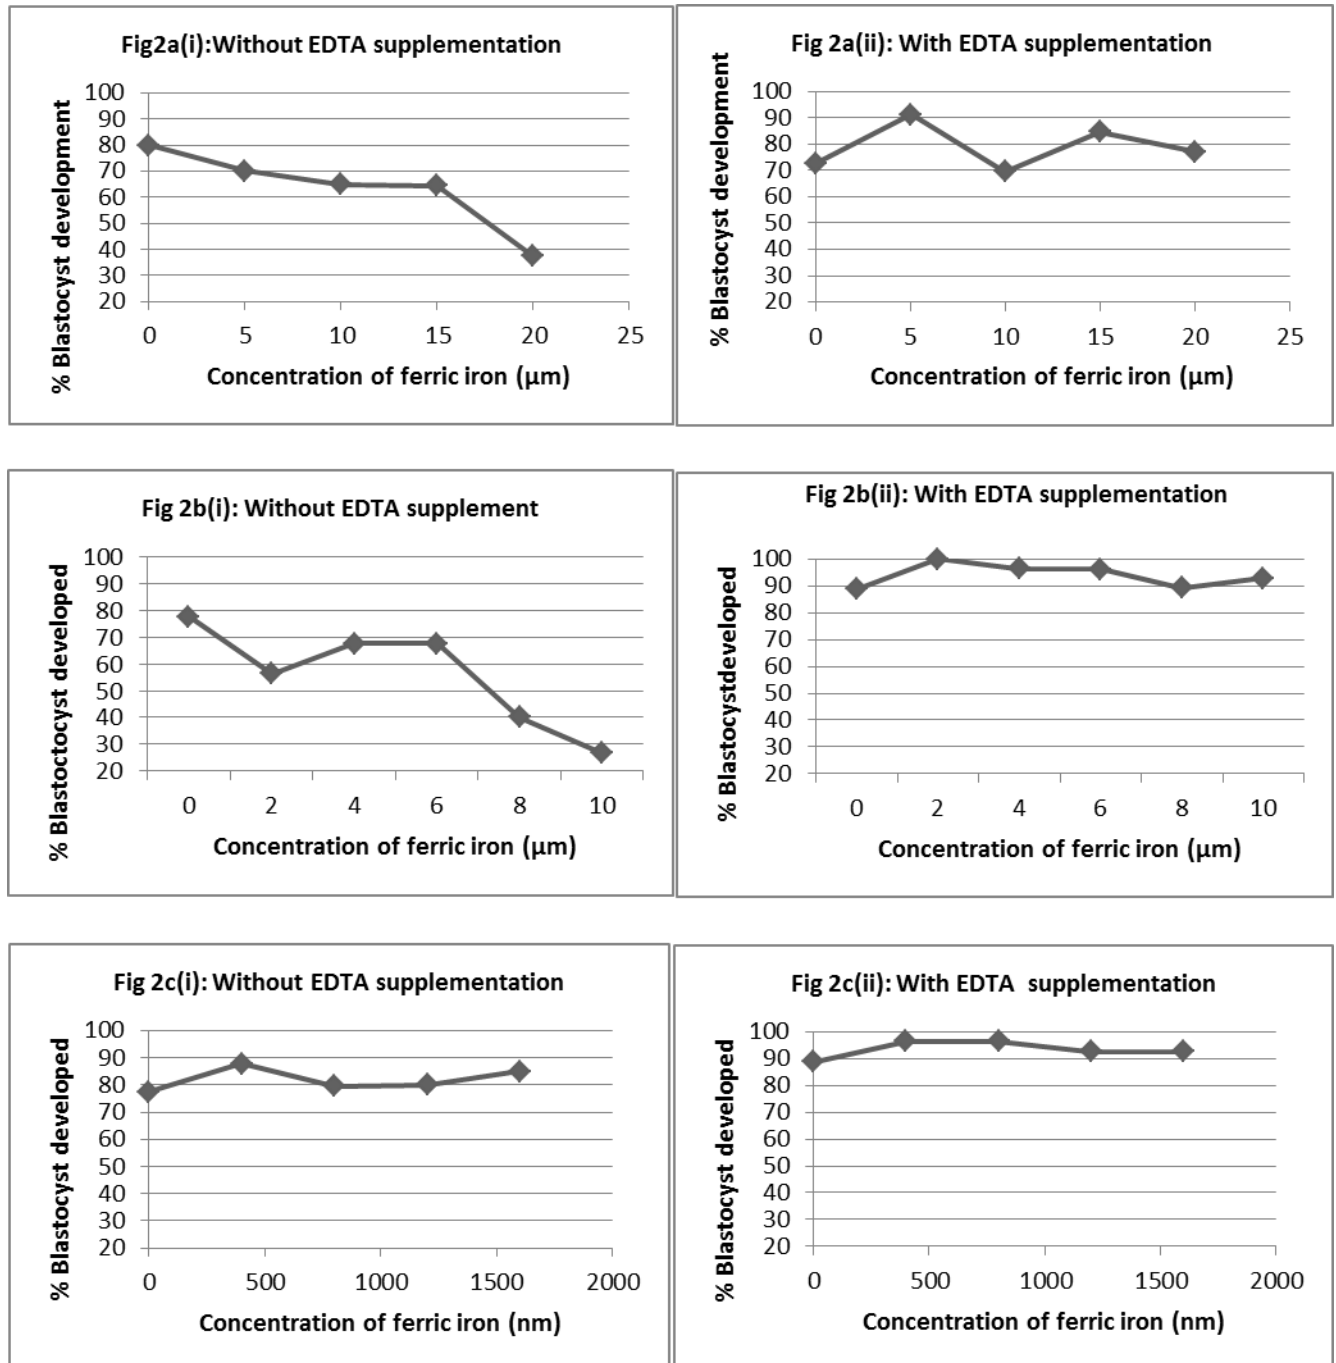 Fig2a(i):Without EDTA supplementation
% Blastocyst development
100
90
80
70
60
50
40
30
20
0 5 10 15 20 25
Concentration of ferric iron (μm)
Fig 2a(ii): With EDTA supplementation
% Blastocyst development
100
90
80
70
60
50
40
30
20
0 5 10 15 20 25
Concentration of ferric iron (μm)
Fig 2b(i): Without EDTA supplement
% Blastoctocyst developed
100
90
80
70
60
50
40
30
20
0 2 4 6 8 10
Concentration of ferric iron (μm)
Fig 2b(ii): With EDTA supplementation
% Blastocystdeveloped
100
90
80
70
60
50
40
30
20
0 2 4 6 8 10
Concentration of ferric iron (μm)
Fig 2c(i): Without EDTA supplementation
% Blastocyst developed
100
90
80
70
60
50
40
30
20
0 500 1000 1500 2000
Concentration of ferric iron (nm)
Fig 2c(ii): With EDTA supplementation
% Blastocyst developed
100
90
80
70
60
50
40
30
20
0 500 1000 1500 2000
Concentration of ferric iron (nm)